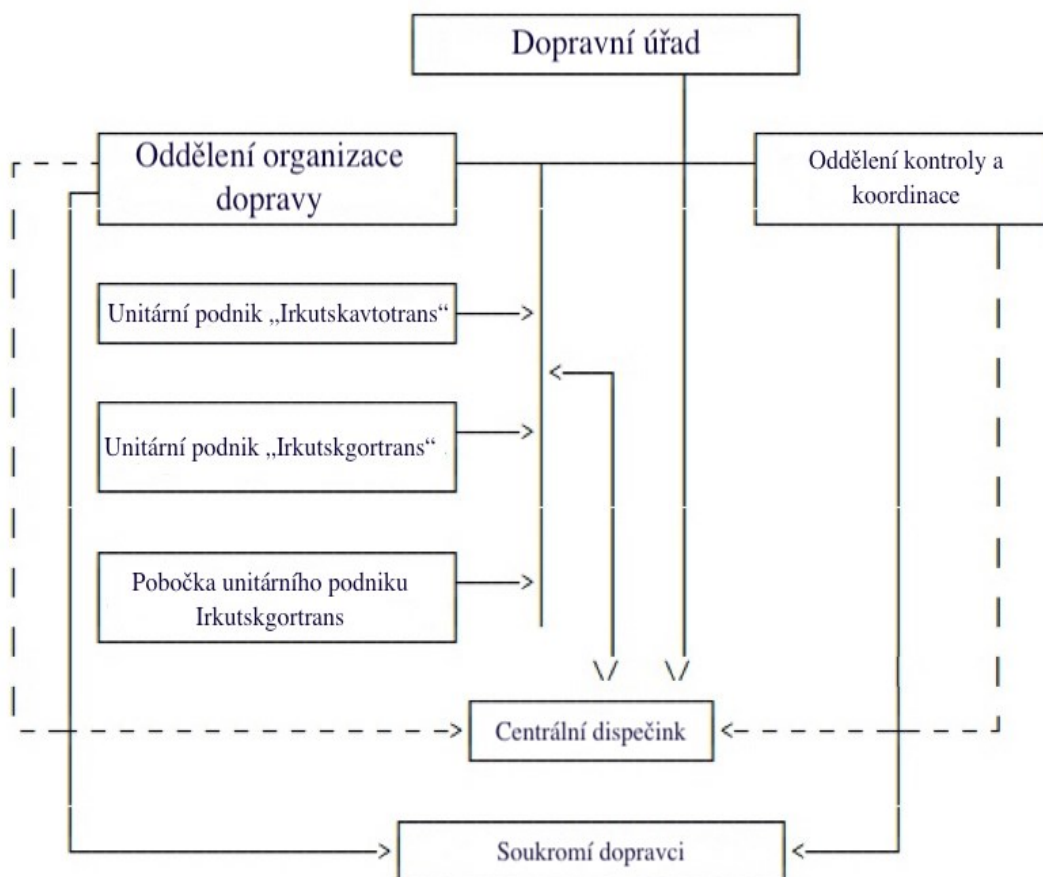 Dopravní úřad
Oddělení organizace
dopravy
Oddělení kontroly a
koordinace
Unitární podnik „Irkutskavtotrans“
Unitární podnik „Irkutskgortrans“
Pobočka unitárního podniku
Irkutskgortrans
Centrální dispečink
Soukromí dopravci